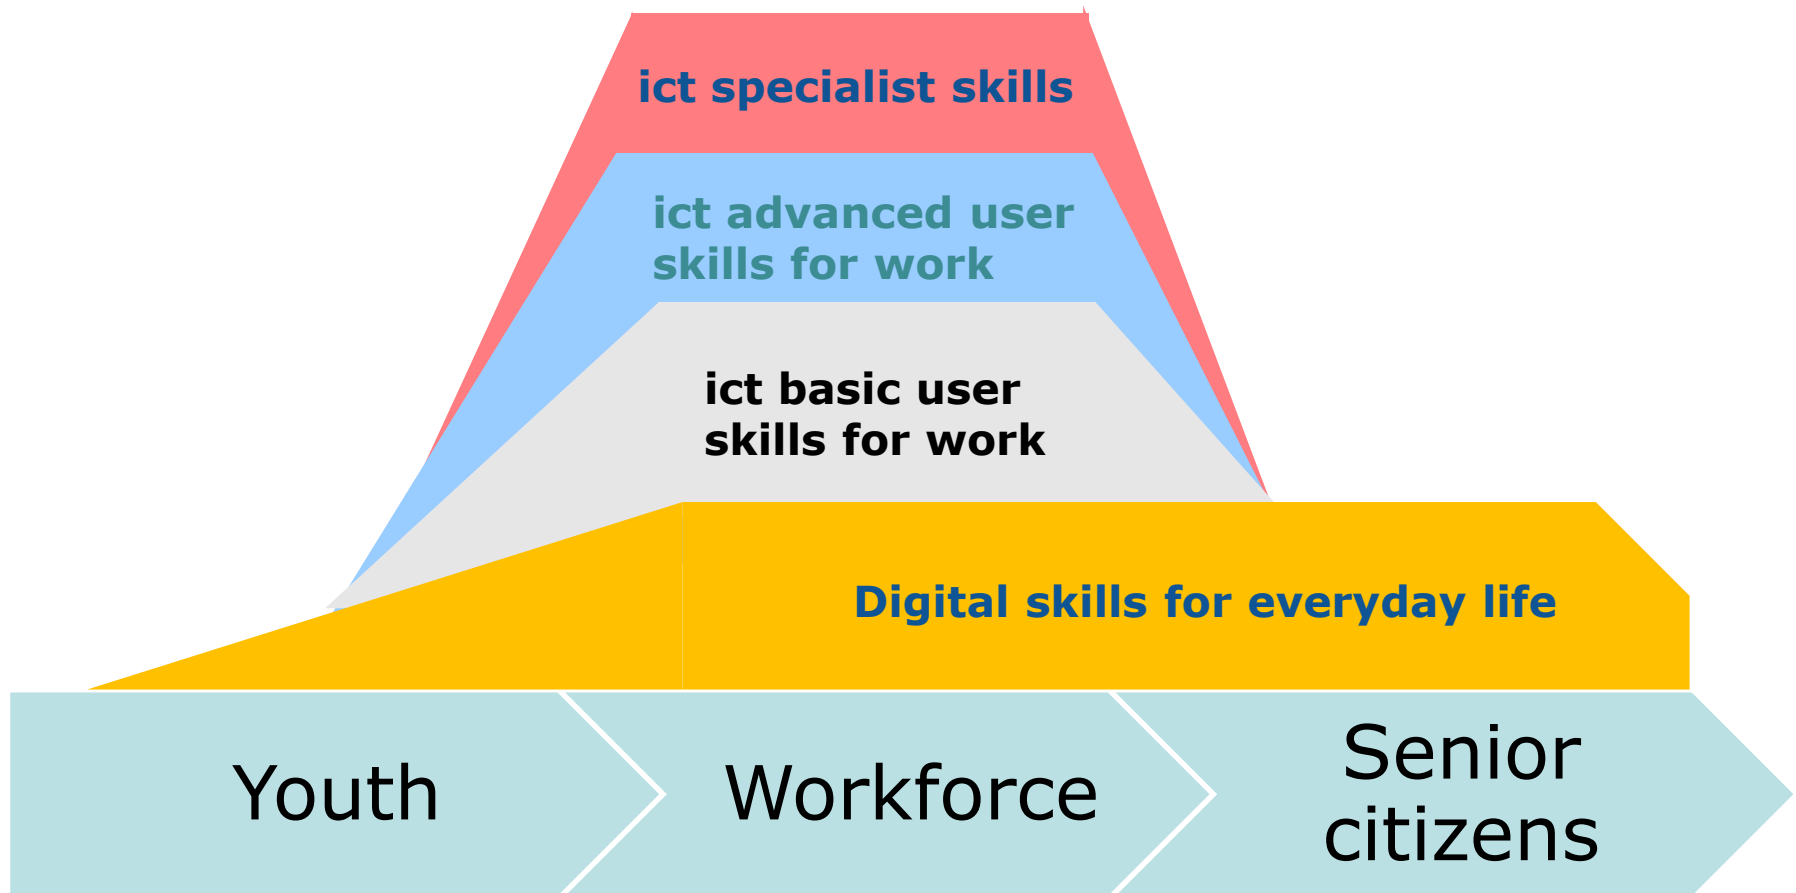 ict specialist skills
ict advanced user
skills for work
ict basic user
skills for work
Digital skills for everyday life
Youth
Workforce
Senior
citizens